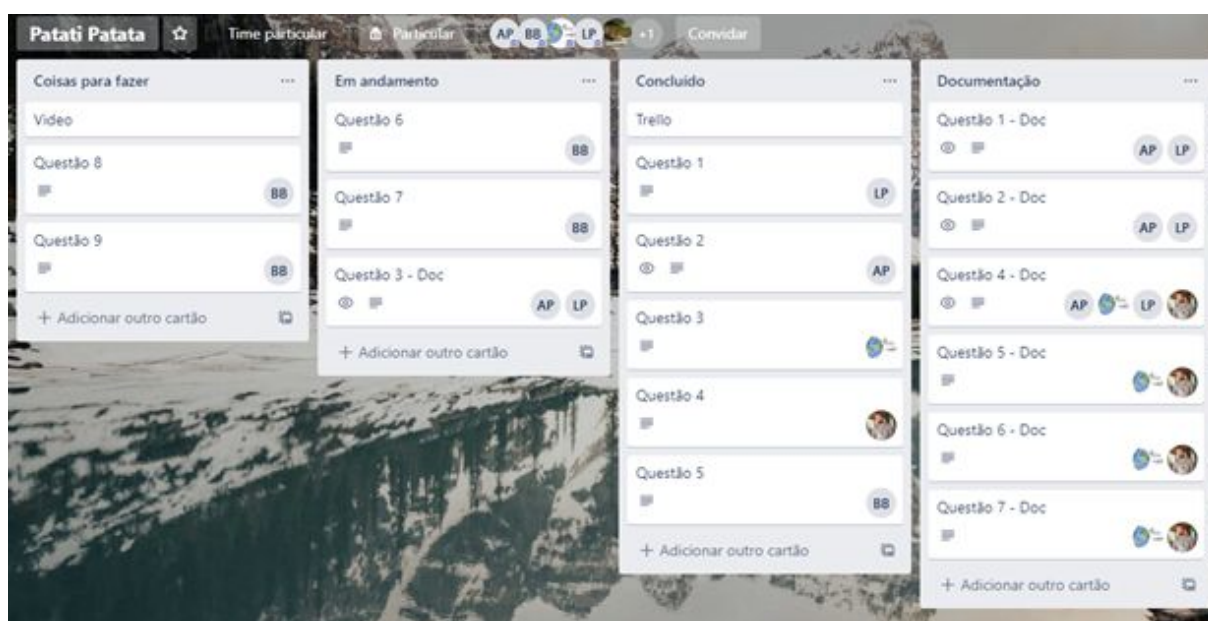 Patati Patata Time particular Particular AP BB LP +1 Convidar
Coisas para fazer
Video
Questão 8
BB
Questão 9
BB
+ Adicionar outro cartão
Em andamento
Questão 6
BB
Questão 7
BB
Questão 3 - Doc
AP LP
+ Adicionar outro cartão
Concluído
Trello
Questão 1
LP
Questão 2
AP
Questão 3
Questão 4
Questão 5
BB
+ Adicionar outro cartão
Documentação
Questão 1 - Doc
AP LP
Questão 2 - Doc
AP LP
Questão 4 - Doc
AP LP
Questão 5 - Doc
Questão 6 - Doc
Questão 7 - Doc
+ Adicionar outro cartão